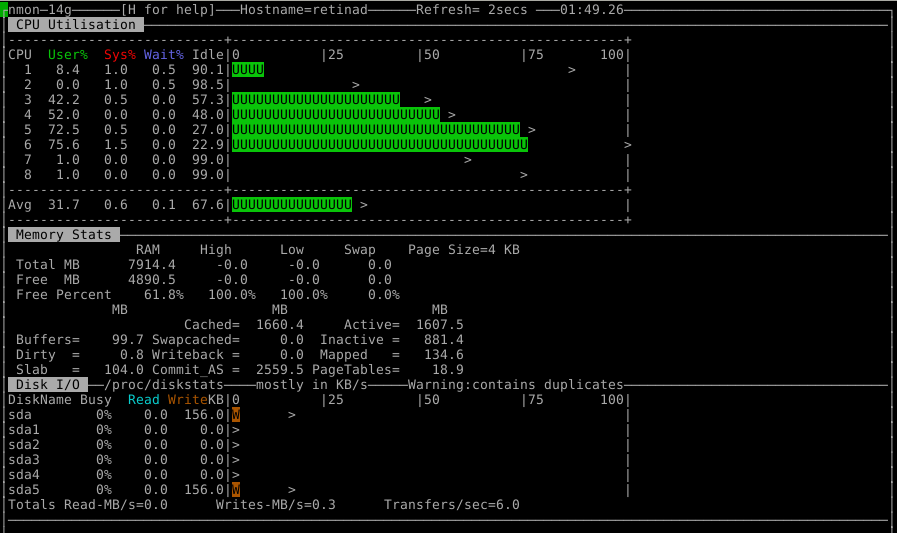 nmon─14g──────[H for help]───Hostname=retinad──────Refresh= 2secs ───01:49.26
CPU Utilisation
---------------------------+-------------------------------------------------+
CPU  User%  Sys% Wait% Idle|0          |25         |50          |75       100|
1   8.4   1.0   0.5  90.1|UUUU                                      >      |
2   0.0   1.0   0.5  98.5|               >                                 |
3  42.2   0.5   0.0  57.3|UUUUUUUUUUUUUUUUUUUUU   >                        |
4  52.0   0.0   0.0  48.0|UUUUUUUUUUUUUUUUUUUUUUUUUU >                     |
5  72.5   0.5   0.0  27.0|UUUUUUUUUUUUUUUUUUUUUUUUUUUUUUUUUUUU >           |
6  75.6   1.5   0.0  22.9|UUUUUUUUUUUUUUUUUUUUUUUUUUUUUUUUUUUUU            >
7   1.0   0.0   0.0  99.0|                             >                   |
8   1.0   0.0   0.0  99.0|                                    >            |
---------------------------+-------------------------------------------------+
Avg  31.7   0.6   0.1  67.6|UUUUUUUUUUUUUUU >                                |
---------------------------+-------------------------------------------------+
Memory Stats
RAM     High      Low     Swap    Page Size=4 KB
Total MB      7914.4     -0.0     -0.0      0.0
Free  MB      4890.5     -0.0     -0.0      0.0
Free Percent    61.8%   100.0%   100.0%     0.0%
MB                  MB                  MB
Cached=  1660.4     Active=  1607.5
Buffers=    99.7 Swapcached=     0.0  Inactive =   881.4
Dirty  =     0.8 Writeback =     0.0  Mapped   =   134.6
Slab   =   104.0 Commit_AS =  2559.5 PageTables=    18.9
Disk I/O ──/proc/diskstats────mostly in KB/s─────Warning:contains duplicates
DiskName Busy  Read WriteKB|0          |25         |50          |75       100|
sda        0%    0.0  156.0|W      >                                         |
sda1       0%    0.0    0.0|>                                                |
sda2       0%    0.0    0.0|>                                                |
sda3       0%    0.0    0.0|>                                                |
sda4       0%    0.0    0.0|>                                                |
sda5       0%    0.0  156.0|W      >                                         |
Totals Read-MB/s=0.0      Writes-MB/s=0.3      Transfers/sec=6.0